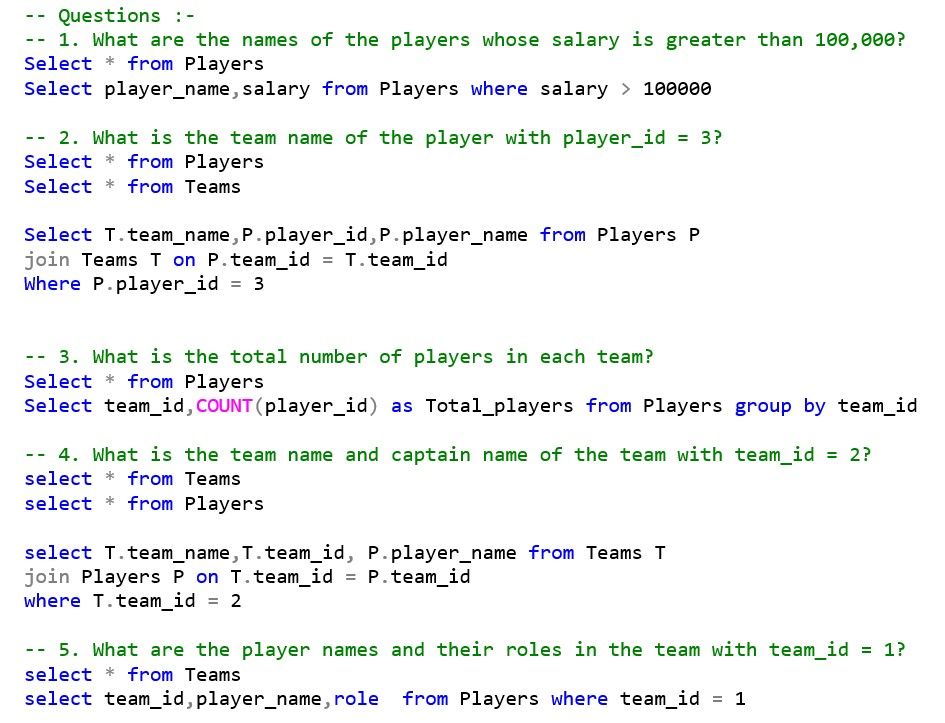 -- Questions :-
-- 1. What are the names of the players whose salary is greater than 100,000?
Select * from Players
Select player_name,salary from Players where salary > 100000
-- 2. What is the team name of the player with player_id = 3?
Select * from Players
Select * from Teams
Select T.team_name,P.player_id,P.player_name from Players P
join Teams T on P.team_id = T.team_id
Where P.player_id = 3
-- 3. What is the total number of players in each team?
Select * from Players
Select team_id,COUNT(player_id) as Total_players from Players group by team_id
-- 4. What is the team name and captain name of the team with team_id = 2?
select * from Teams
select * from Players
select T.team_name,T.team_id, P.player_name from Teams T
join Players P on T.team_id = P.team_id
where T.team_id = 2
-- 5. What are the player names and their roles in the team with team_id = 1?
select * from Teams
select team_id,player_name,role  from Players where team_id = 1